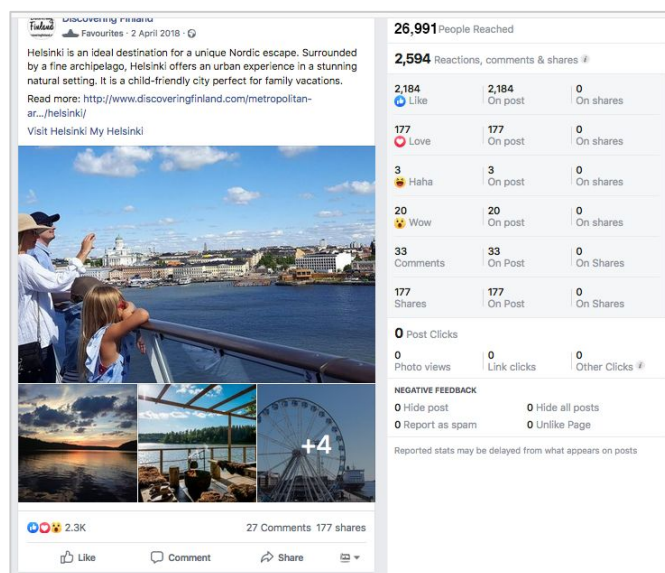 Finland
Discovering Finland
Favourites · 2 April 2018 ·
Helsinki is an ideal destination for a unique Nordic escape. Surrounded
by a fine archipelago, Helsinki offers an urban experience in a stunning
natural setting. It is a child-friendly city perfect for family vacations.
Read more: http://www.discoveringfinland.com/metropolitan-
ar.../helsinki/
Visit Helsinki My Helsinki
+4
2.3K
27 Comments 177 shares
Like Comment Share
26,991 People Reached
2,594 Reactions, comments & shares
2,184 2,184 0
Like On post On shares
177 177 0
Love On post On shares
3 3 0
Haha On post On shares
20 20 0
Wow On post On shares
33 33 0
Comments On Post On Shares
177 177 0
Shares On Post On Shares
0 Post Clicks
0 0 0
Photo views Link clicks Other Clicks
NEGATIVE FEEDBACK
0 Hide post 0 Hide all posts
0 Report as spam 0 Unlike Page
Reported stats may be delayed from what appears on posts